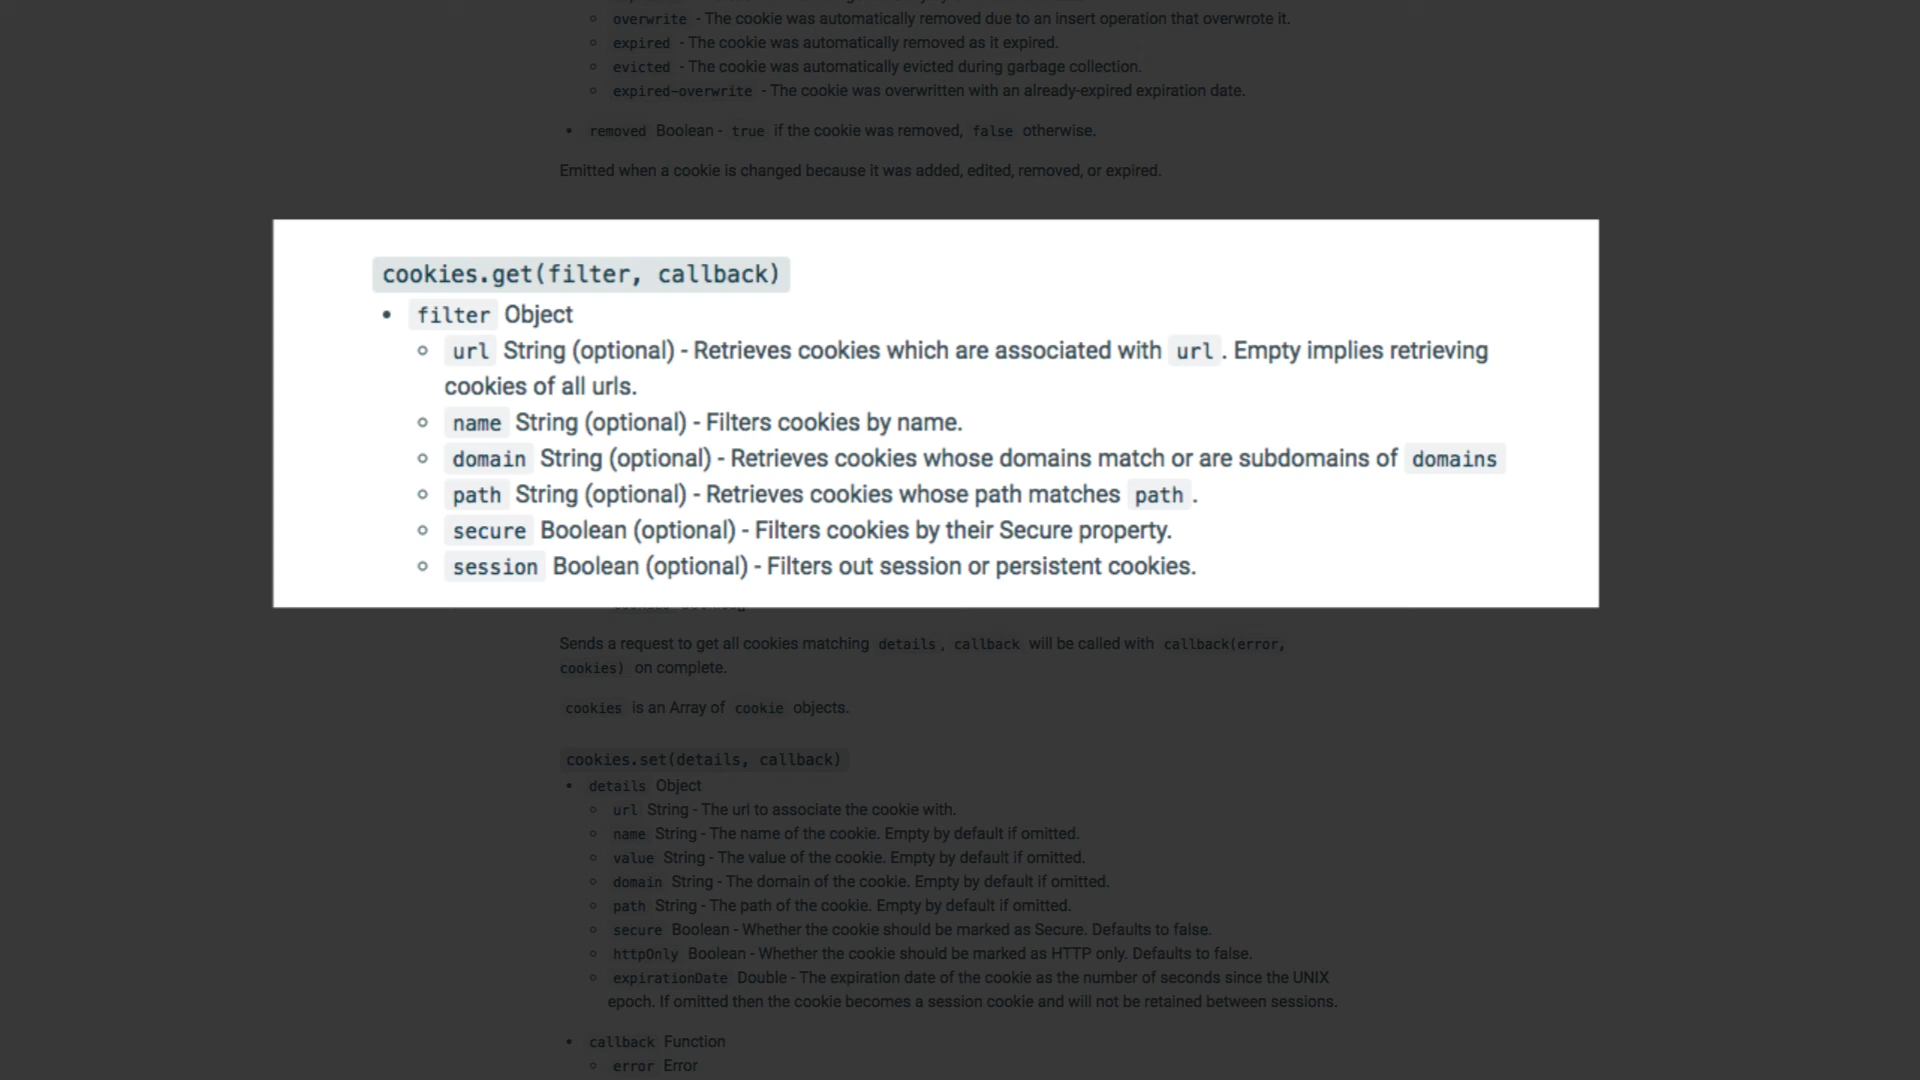 overwrite - The cookie was automatically removed due to an insert operation that overwrote it.
expired - The cookie was automatically removed as it expired.
evicted - The cookie was automatically evicted during garbage collection.
expired-overwrite - The cookie was overwritten with an already-expired expiration date.
removed Boolean - true if the cookie was removed, false otherwise.
Emitted when a cookie is changed because it was added, edited, removed, or expired.
cookies.get(filter, callback)
filter Object
url String (optional) - Retrieves cookies which are associated with url. Empty implies retrieving
cookies of all urls.
name String (optional) - Filters cookies by name.
domain String (optional) - Retrieves cookies whose domains match or are subdomains of domains
path String (optional) - Retrieves cookies whose path matches path.
secure Boolean (optional) - Filters cookies by their Secure property.
session Boolean (optional) - Filters out session or persistent cookies.
Sends a request to get all cookies matching details, callback will be called with callback(error,
cookies) on complete.
cookies is an Array of cookie objects.
cookies.set(details, callback)
details Object
url String - The url to associate the cookie with.
name String - The name of the cookie. Empty by default if omitted.
value String - The value of the cookie. Empty by default if omitted.
domain String - The domain of the cookie. Empty by default if omitted.
path String - The path of the cookie. Empty by default if omitted.
secure Boolean - Whether the cookie should be marked as Secure. Defaults to false.
httpOnly Boolean - Whether the cookie should be marked as HTTP only. Defaults to false.
expirationDate Double - The expiration date of the cookie as the number of seconds since the UNIX
epoch. If omitted then the cookie becomes a session cookie and will not be retained between sessions.
callback Function
error Error